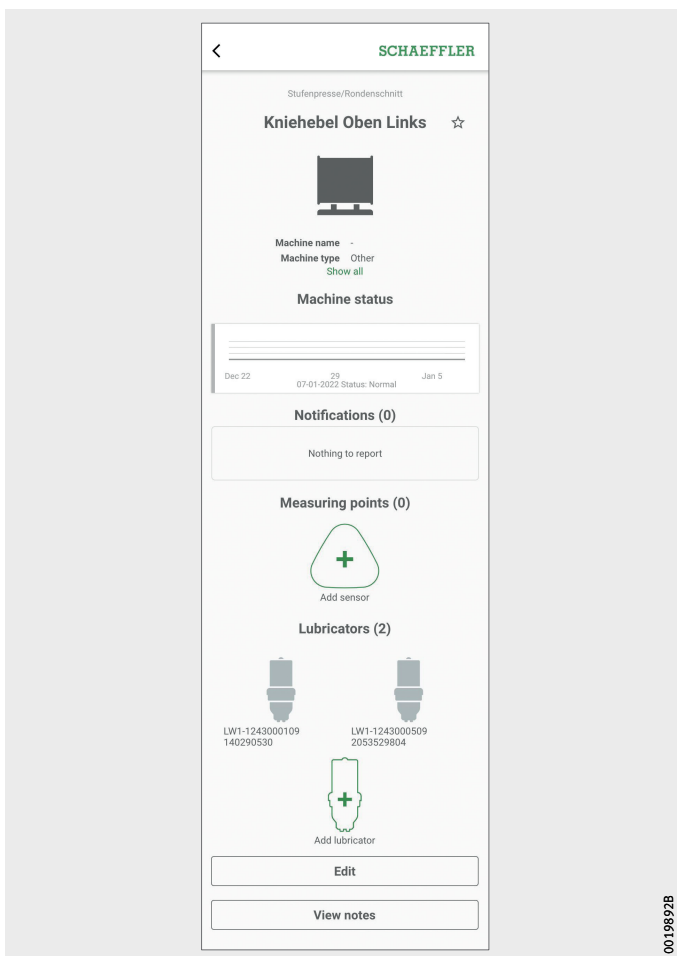 SCHAEFFLER
Stufenpresse/Rondenschnitt
Kniehebel Oben Links
Machine name -
Machine type Other
Show all
Machine status
Dec 22 29 Jan 5
07-01-2022 Status: Normal
Notifications (0)
Nothing to report
Measuring points (0)
Add sensor
Lubricators (2)
LW1-1243000109 LW1-1243000509
140290530 2053529804
Add lubricator
Edit
View notes
0019892B